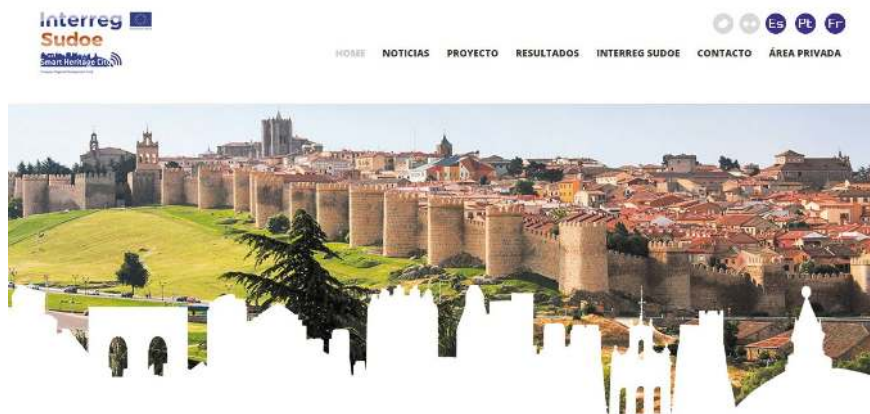 Interreg
Sudoe
Smart Heritage City
Es Pt Fr
HOME NOTICIAS PROYECTO RESULTADOS INTERREG SUDOE CONTACTO ÁREA PRIVADA